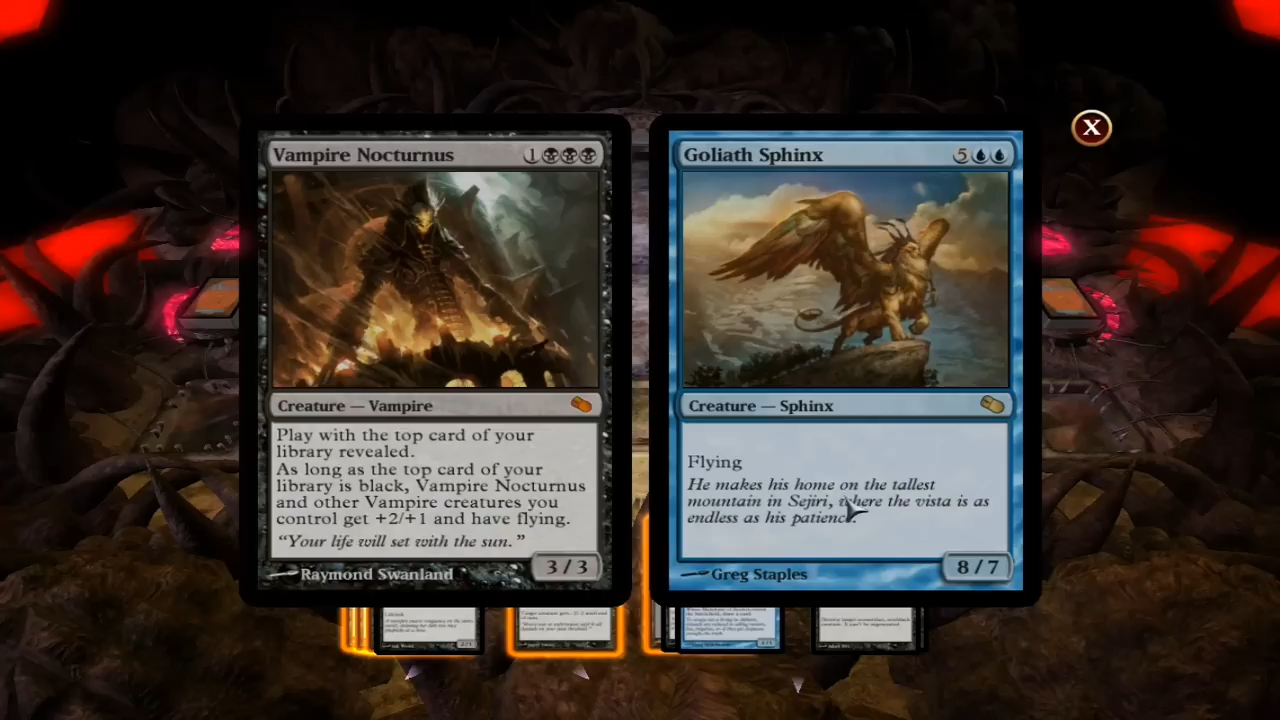 Vampire Nocturnus 1
Play with the top card of your
library revealed.
As long as the top card of your
library is black, Vampire Nocturnus
and other Vampire creatures you
control get +2/+1 and have flying.
"Your life will set with the sun."
Creature — Vampire
3 / 3
Raymond Swanland
Goliath Sphinx 5
Creature — Sphinx
Flying
He makes his home on the tallest
mountain in Sejiri, where the vista is as
endless as his patience.
8 / 7
Greg Staples
X